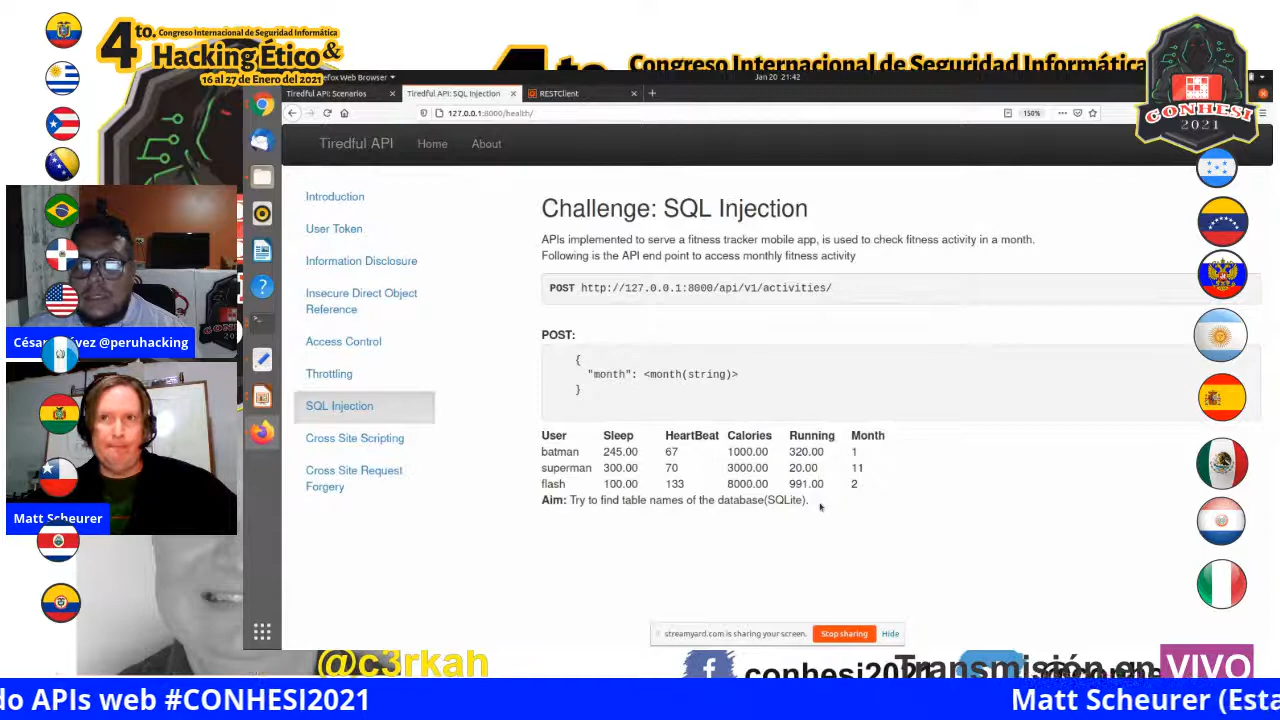 4to.
Congreso Internacional de Seguridad Informática
Hacking Ético &
16 al 27 de Enero del 2021
4to Congreso Internacional de Seguridad Informática
CONHESI
2021
Firefox Web Browser
Jan 20 21:42
Tiredful API: Scenarios
Tiredful API: SQL Injection
RESTClient
127.0.0.1:8000/health/
150%
Tiredful API
Home
About
Introduction
User Token
Information Disclosure
Insecure Direct Object
Reference
Access Control
Throttling
SQL Injection
Cross Site Scripting
Cross Site Request
Forgery
Challenge: SQL Injection
APIs implemented to serve a fitness tracker mobile app, is used to check fitness activity in a month.
Following is the API end point to access monthly fitness activity
POST http://127.0.0.1:8000/api/v1/activities/
POST:
{
"month": <month(string)>
}
User Sleep HeartBeat Calories Running Month
batman 245.00 67 1000.00 320.00 1
superman 300.00 70 3000.00 20.00 11
flash 100.00 133 8000.00 991.00 2
Aim: Try to find table names of the database(SQLite).
@peruhacking
Matt Scheurer
streamyard.com is sharing your screen.
Stop sharing
Hide
@c3rkah
conhesi2021
Transmisión en VIVO
do APIs web #CONHESI2021
Matt Scheurer (Esta